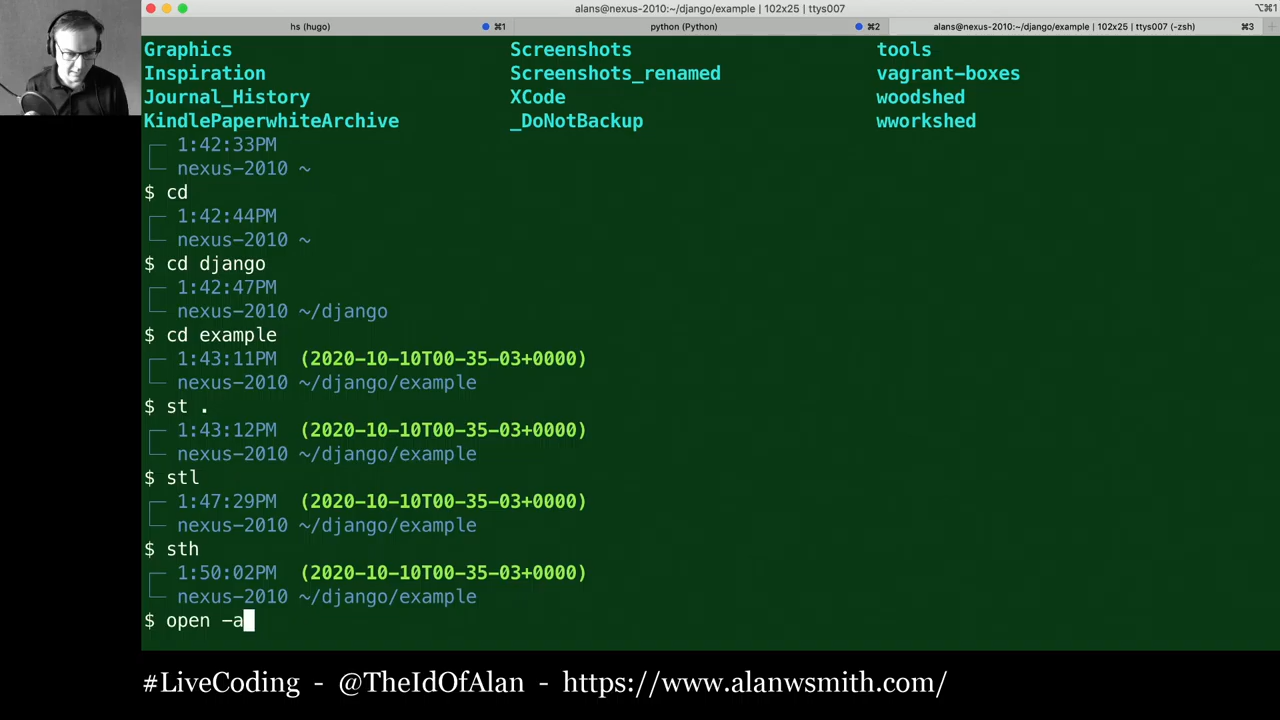 alans@nexus-2010:~/django/example | 102x25 | ttys007
⌥⌘1
hs (hugo) ⌘1 python (Python) ⌘2 alans@nexus-2010:~/django/example | 102x25 | ttys007 (-zsh) ⌘3 +
Graphics Screenshots tools
Inspiration Screenshots_renamed vagrant-boxes
Journal_History XCode woodshed
KindlePaperwhiteArchive _DoNotBackup wworkshed
1:42:33PM
nexus-2010 ~
$ cd
1:42:44PM
nexus-2010 ~
$ cd django
1:42:47PM
nexus-2010 ~/django
$ cd example
1:43:11PM (2020-10-10T00-35-03+0000)
nexus-2010 ~/django/example
$ st .
1:43:12PM (2020-10-10T00-35-03+0000)
nexus-2010 ~/django/example
$ stl
1:47:29PM (2020-10-10T00-35-03+0000)
nexus-2010 ~/django/example
$ sth
1:50:02PM (2020-10-10T00-35-03+0000)
nexus-2010 ~/django/example
$ open -a
#LiveCoding - @TheIdOfAlan - https://www.alanwsmith.com/